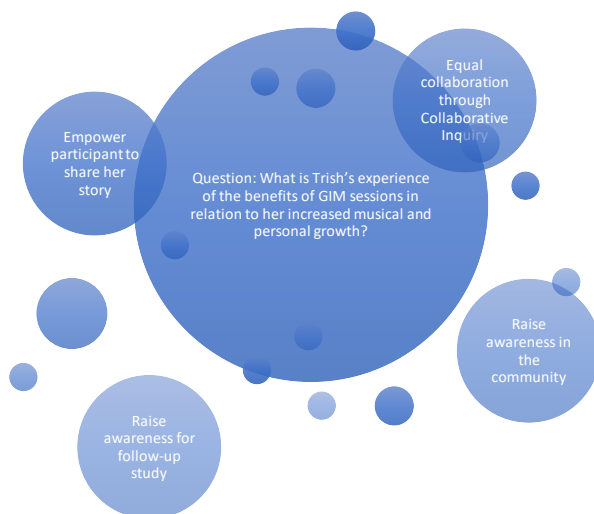 Equal
collaboration
through
Collaborative
Inquiry
Empower
participant to
share her
story
Question: What is Trish's experience
of the benefits of GIM sessions in
relation to her increased musical and
personal growth?
Raise
awareness in
the
community
Raise
awareness for
follow-up
study